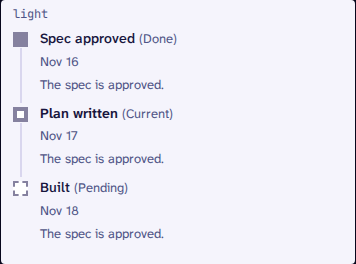 light
Spec approved (Done)
Nov 16
The spec is approved.
Plan written (Current)
Nov 17
The spec is approved.
Built (Pending)
Nov 18
The spec is approved.